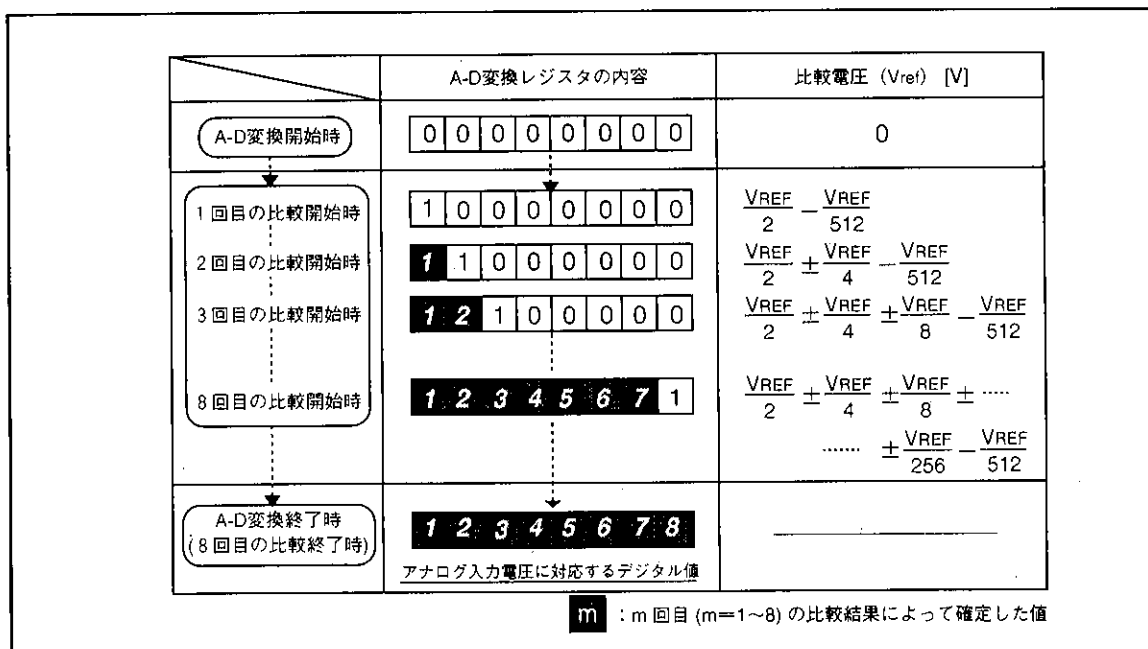 A-D変換レジスタの内容 比較電圧 (Vref) [V]
A-D変換開始時 0 0 0 0 0 0 0 0 0
1回目の比較開始時 1 0 0 0 0 0 0 0 VREF/2 − VREF/512
2回目の比較開始時 1 1 0 0 0 0 0 0 VREF/2 ± VREF/4 − VREF/512
3回目の比較開始時 1 2 1 0 0 0 0 0 VREF/2 ± VREF/4 ± VREF/8 − VREF/512
8回目の比較開始時 1 2 3 4 5 6 7 1 VREF/2 ± VREF/4 ± VREF/8 ± ‥‥
‥‥ ± VREF/256 − VREF/512
A-D変換終了時
(8回目の比較終了時) 1 2 3 4 5 6 7 8
アナログ入力電圧に対応するデジタル値
m :m回目 (m=1~8) の比較結果によって確定した値